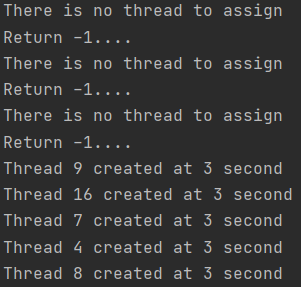 There is no thread to assign
Return -1....
There is no thread to assign
Return -1....
There is no thread to assign
Return -1....
Thread 9 created at 3 second
Thread 16 created at 3 second
Thread 7 created at 3 second
Thread 4 created at 3 second
Thread 8 created at 3 second